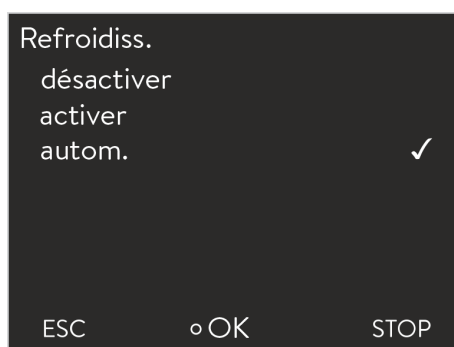 Refroidiss.
désactiver
activer
autom. ✓
ESC OK STOP